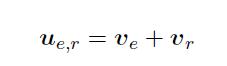 u_{e,r} = v_e + v_r